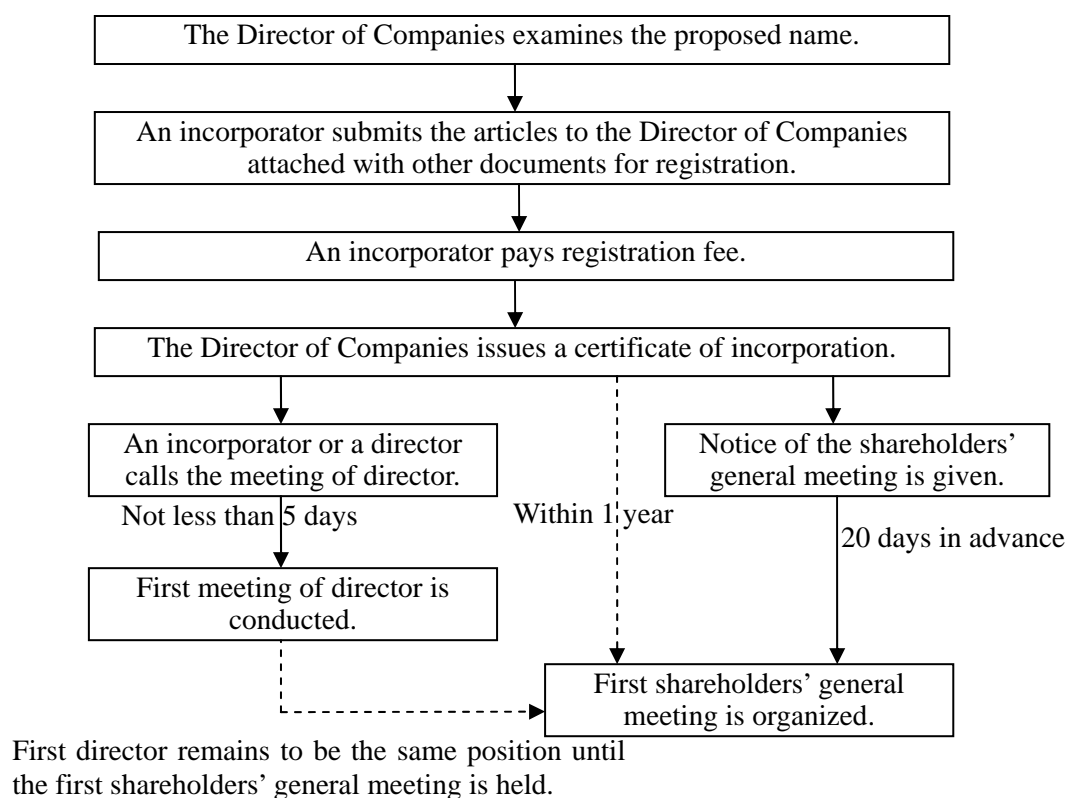 The Director of Companies examines the proposed name.
An incorporator submits the articles to the Director of Companies
attached with other documents for registration.
An incorporator pays registration fee.
The Director of Companies issues a certificate of incorporation.
An incorporator or a director
calls the meeting of director.
Notice of the shareholders’
general meeting is given.
Not less than 5 days
Within 1 year
20 days in advance
First meeting of director is
conducted.
First shareholders’ general
meeting is organized.
First director remains to be the same position until
the first shareholders’ general meeting is held.